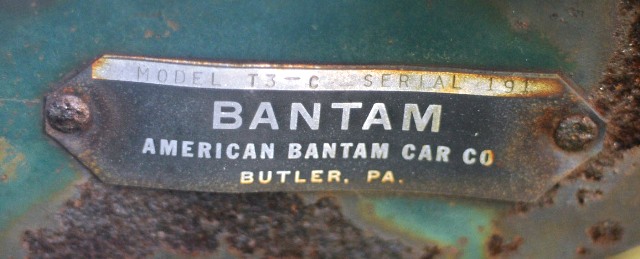 MODEL T3-C SERIAL 191
BANTAM
AMERICAN BANTAM CAR CO
BUTLER, PA.